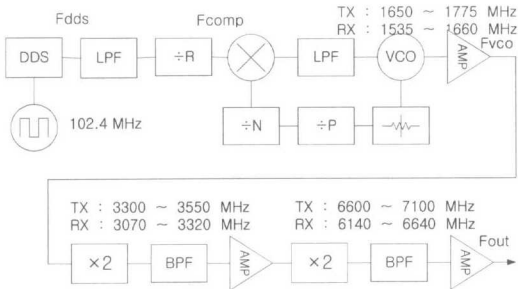 TX : 1650 ~ 1775 MHz
Fdds Fcomp RX : 1535 ~ 1660 MHz
DDS LPF ÷R LPF VCO AMP Fvco
102.4 MHz ÷N ÷P
TX : 3300 ~ 3550 MHz TX : 6600 ~ 7100 MHz
RX : 3070 ~ 3320 MHz RX : 6140 ~ 6640 MHz
×2 BPF AMP ×2 BPF AMP Fout